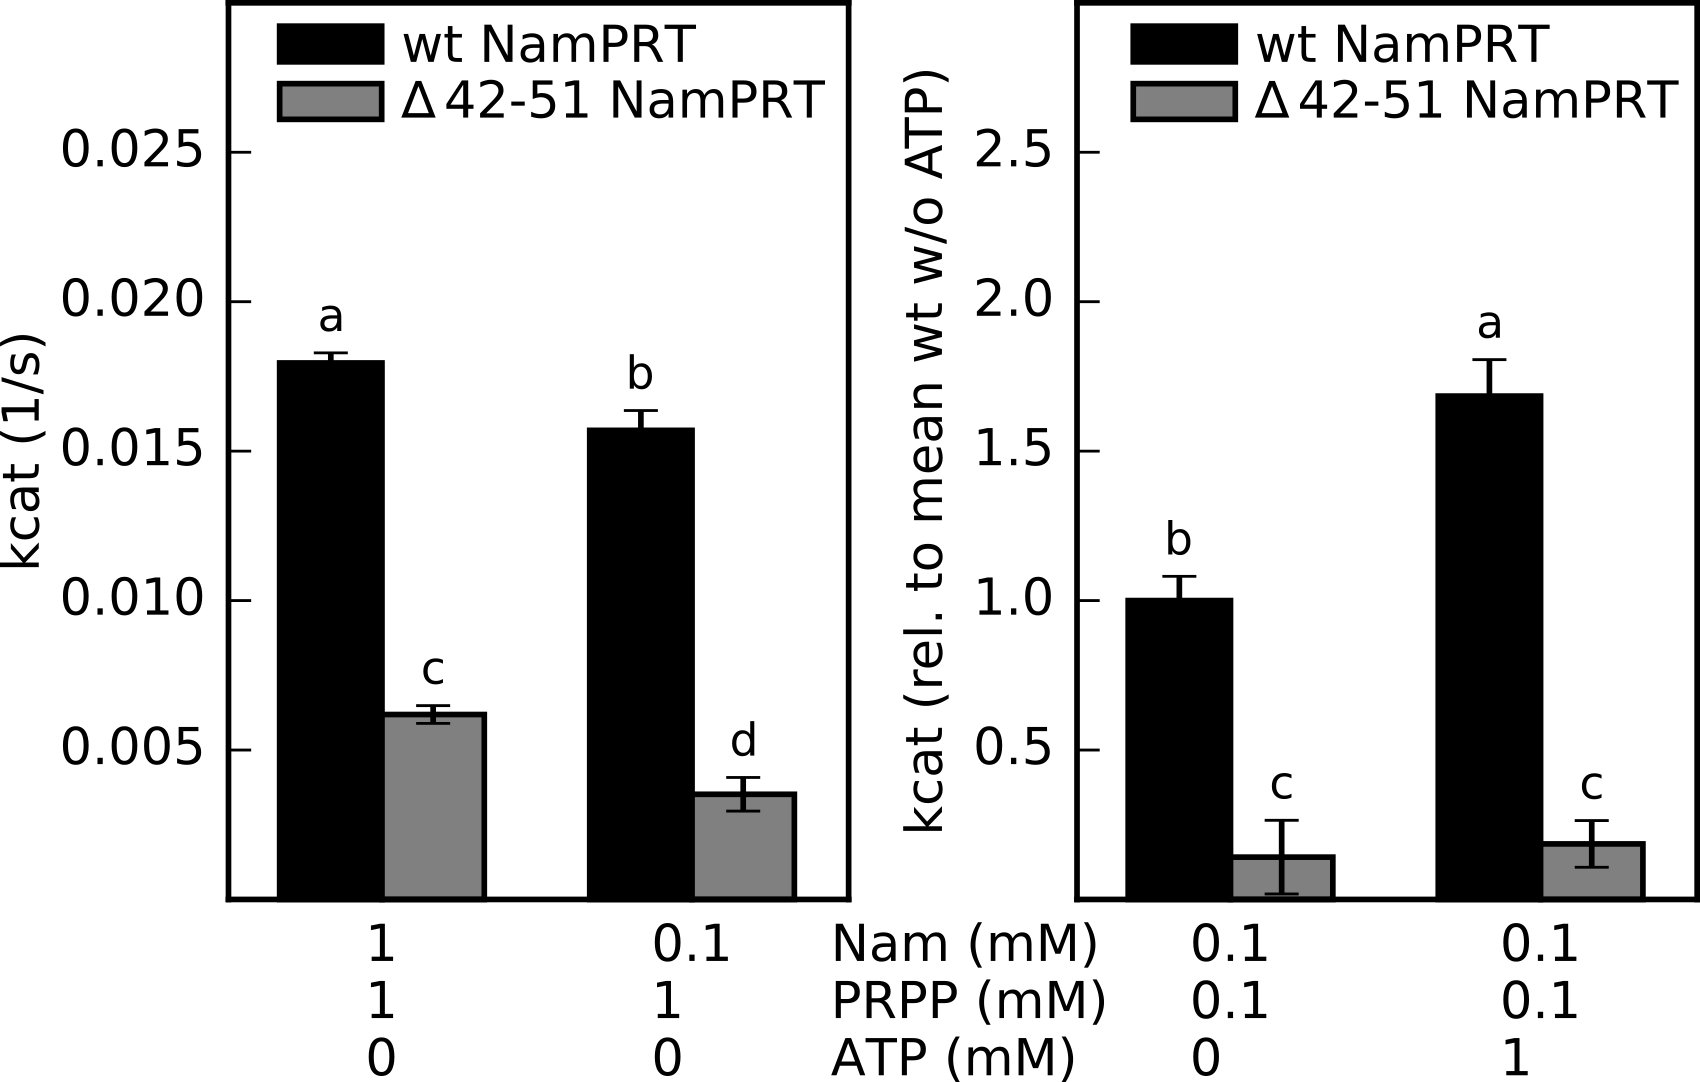 wt NamPRT
Δ42-51 NamPRT
0.025
0.020
0.015
0.010
0.005
kcat (1/s)
a
b
c
d
wt NamPRT
Δ42-51 NamPRT
2.5
2.0
1.5
1.0
0.5
kcat (rel. to mean wt w/o ATP)
a
b
c
c
1 0.1 Nam (mM) 0.1 0.1
1 1 PRPP (mM) 0.1 0.1
0 0 ATP (mM) 0 1